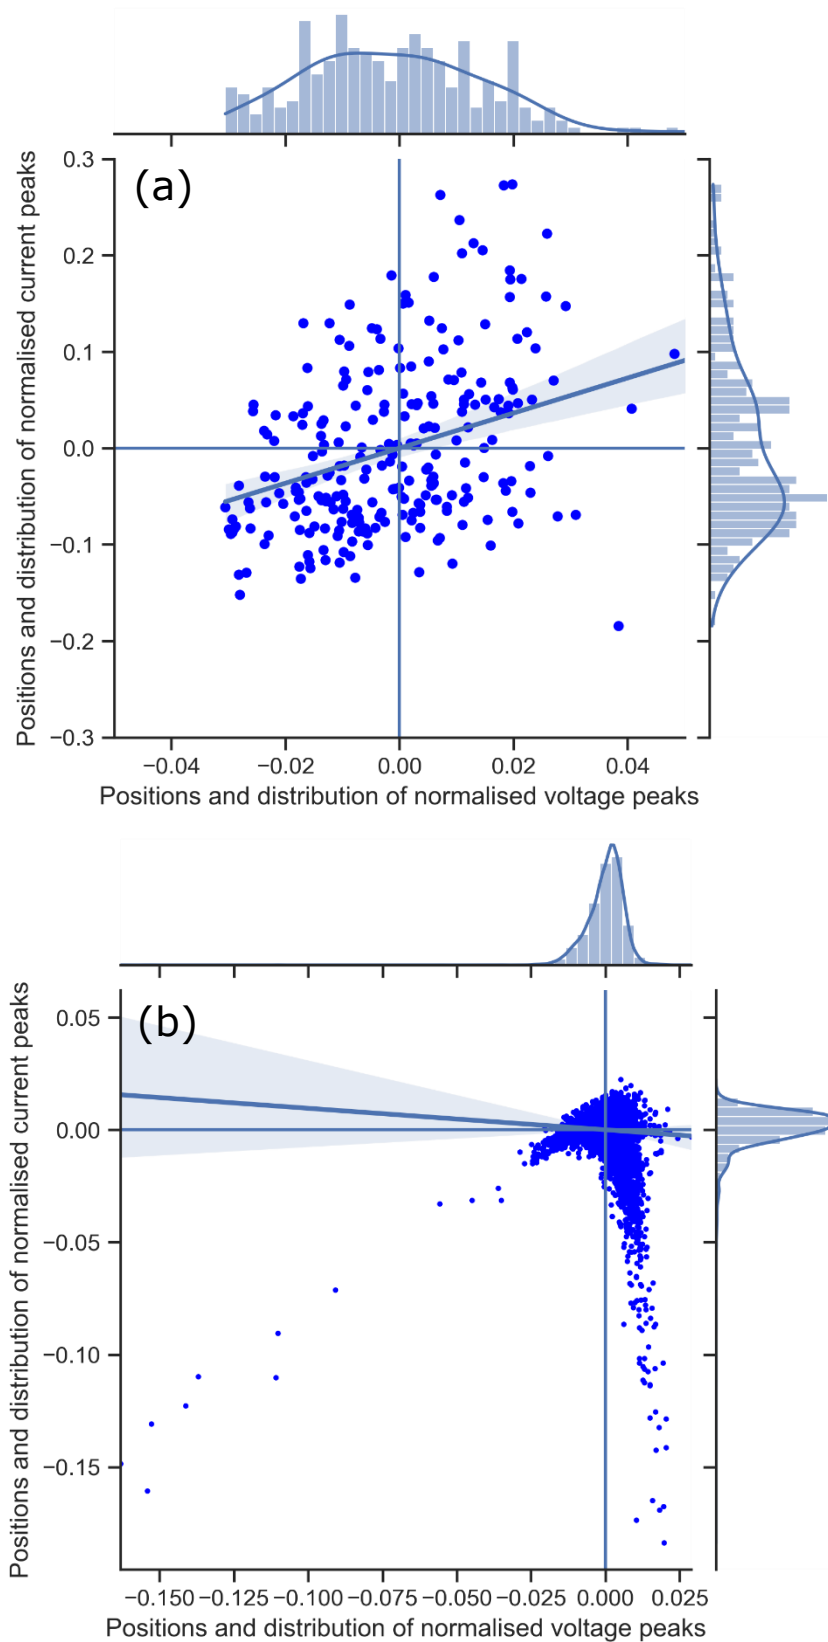 0.3
(a)
0.2
0.1
0.0
−0.1
−0.2
−0.3
Positions and distribution of normalised current peaks
−0.04 −0.02 0.00 0.02 0.04
Positions and distribution of normalised voltage peaks
0.05
(b)
0.00
−0.05
−0.10
−0.15
Positions and distribution of normalised current peaks
−0.150 −0.125 −0.100 −0.075 −0.050 −0.025 0.000 0.025
Positions and distribution of normalised voltage peaks